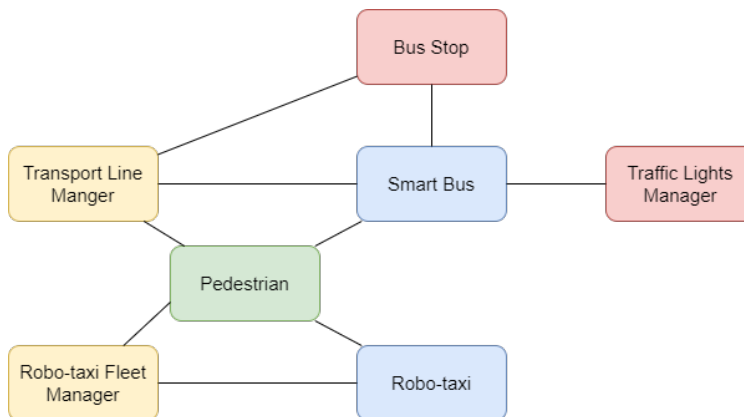 Bus Stop
Transport Line
Manger
Smart Bus
Traffic Lights
Manager
Pedestrian
Robo-taxi Fleet
Manager
Robo-taxi